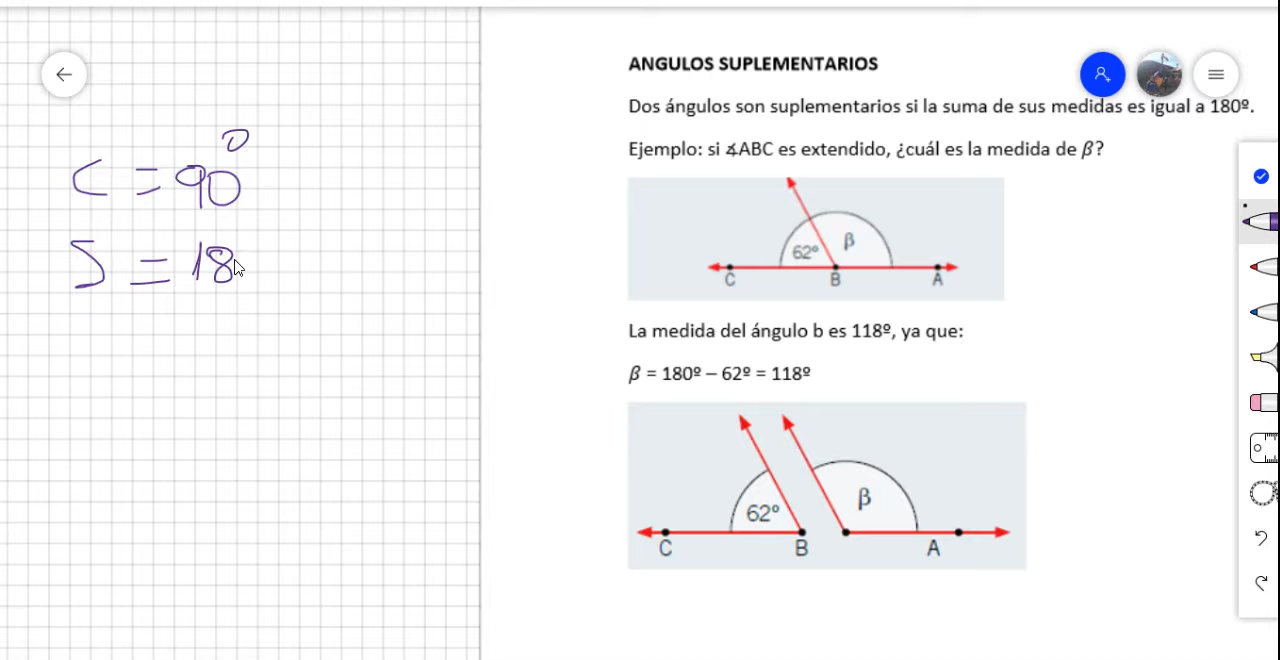 C = 90°
S = 18
ANGULOS SUPLEMENTARIOS
Dos ángulos son suplementarios si la suma de sus medidas es igual a 180º.
Ejemplo: si ∡ABC es extendido, ¿cuál es la medida de β?
62° β
C B A
La medida del ángulo b es 118º, ya que:
β = 180º – 62º = 118º
62° β
C B A